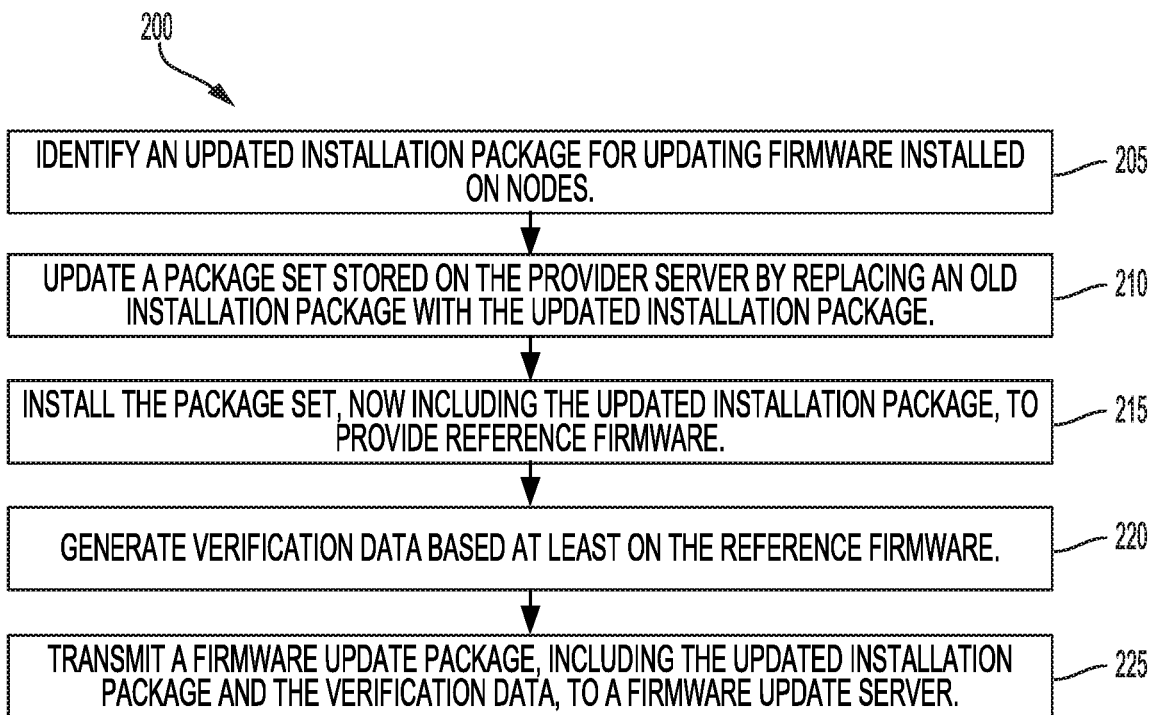 200
IDENTIFY AN UPDATED INSTALLATION PACKAGE FOR UPDATING FIRMWARE INSTALLED
ON NODES.
205
UPDATE A PACKAGE SET STORED ON THE PROVIDER SERVER BY REPLACING AN OLD
INSTALLATION PACKAGE WITH THE UPDATED INSTALLATION PACKAGE.
210
INSTALL THE PACKAGE SET, NOW INCLUDING THE UPDATED INSTALLATION PACKAGE, TO
PROVIDE REFERENCE FIRMWARE.
215
GENERATE VERIFICATION DATA BASED AT LEAST ON THE REFERENCE FIRMWARE.
220
TRANSMIT A FIRMWARE UPDATE PACKAGE, INCLUDING THE UPDATED INSTALLATION
PACKAGE AND THE VERIFICATION DATA, TO A FIRMWARE UPDATE SERVER.
225